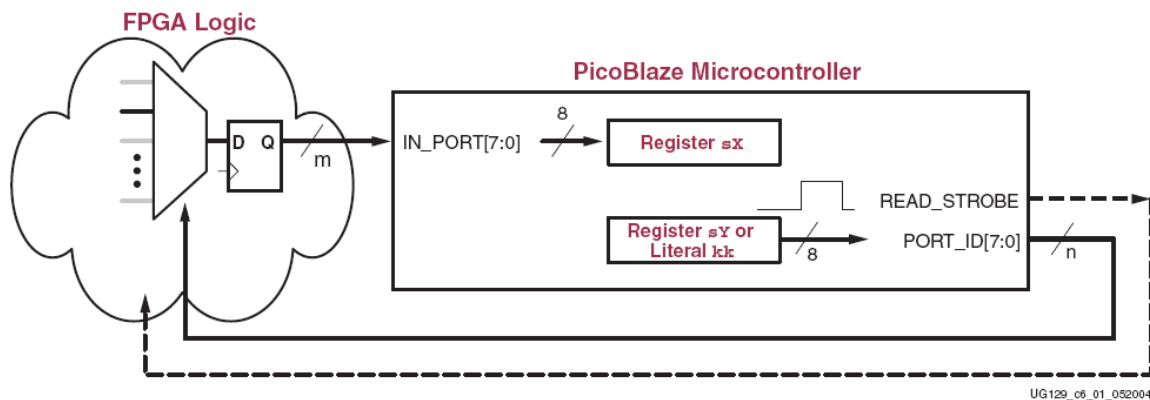 FPGA Logic
PicoBlaze Microcontroller
D Q
m
IN_PORT[7:0]
8
Register sX
READ_STROBE
Register sY or
Literal kk
8
PORT_ID[7:0]
n
UG129_c6_01_052004